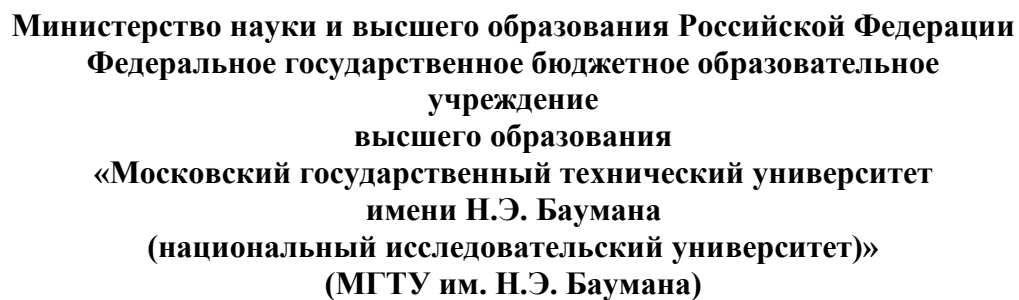 Министерство науки и высшего образования Российской Федерации
Федеральное государственное бюджетное образовательное
учреждение
высшего образования
«Московский государственный технический университет
имени Н.Э. Баумана
(национальный исследовательский университет)»
(МГТУ им. Н.Э. Баумана)